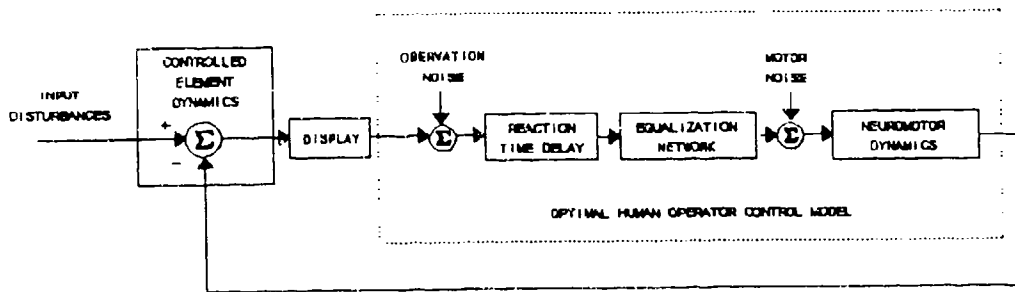 INPUT
DISTURBANCES
CONTROLLED
ELEMENT
DYNAMICS
+
Σ
−
DISPLAY
OBERVATION
NOISE
Σ
REACTION
TIME DELAY
EQUALIZATION
NETWORK
MOTOR
NOISE
Σ
NEUROMOTOR
DYNAMICS
OPTIMAL HUMAN OPERATOR CONTROL MODEL